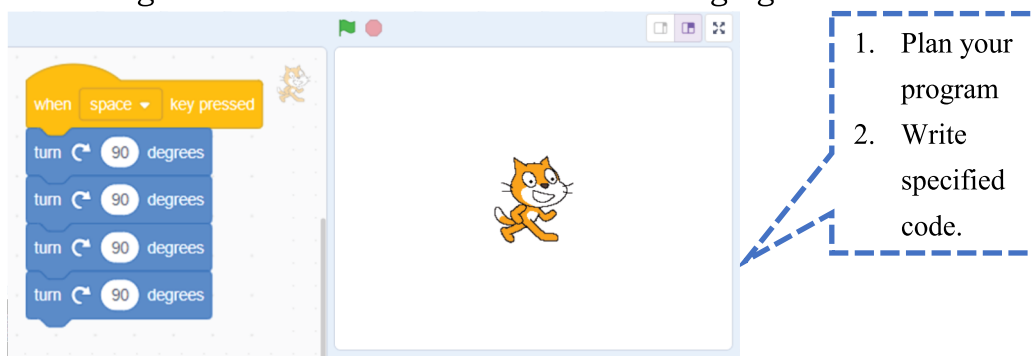 when space key pressed
turn 90 degrees
turn 90 degrees
turn 90 degrees
turn 90 degrees
1. Plan your
program
2. Write
specified
code.